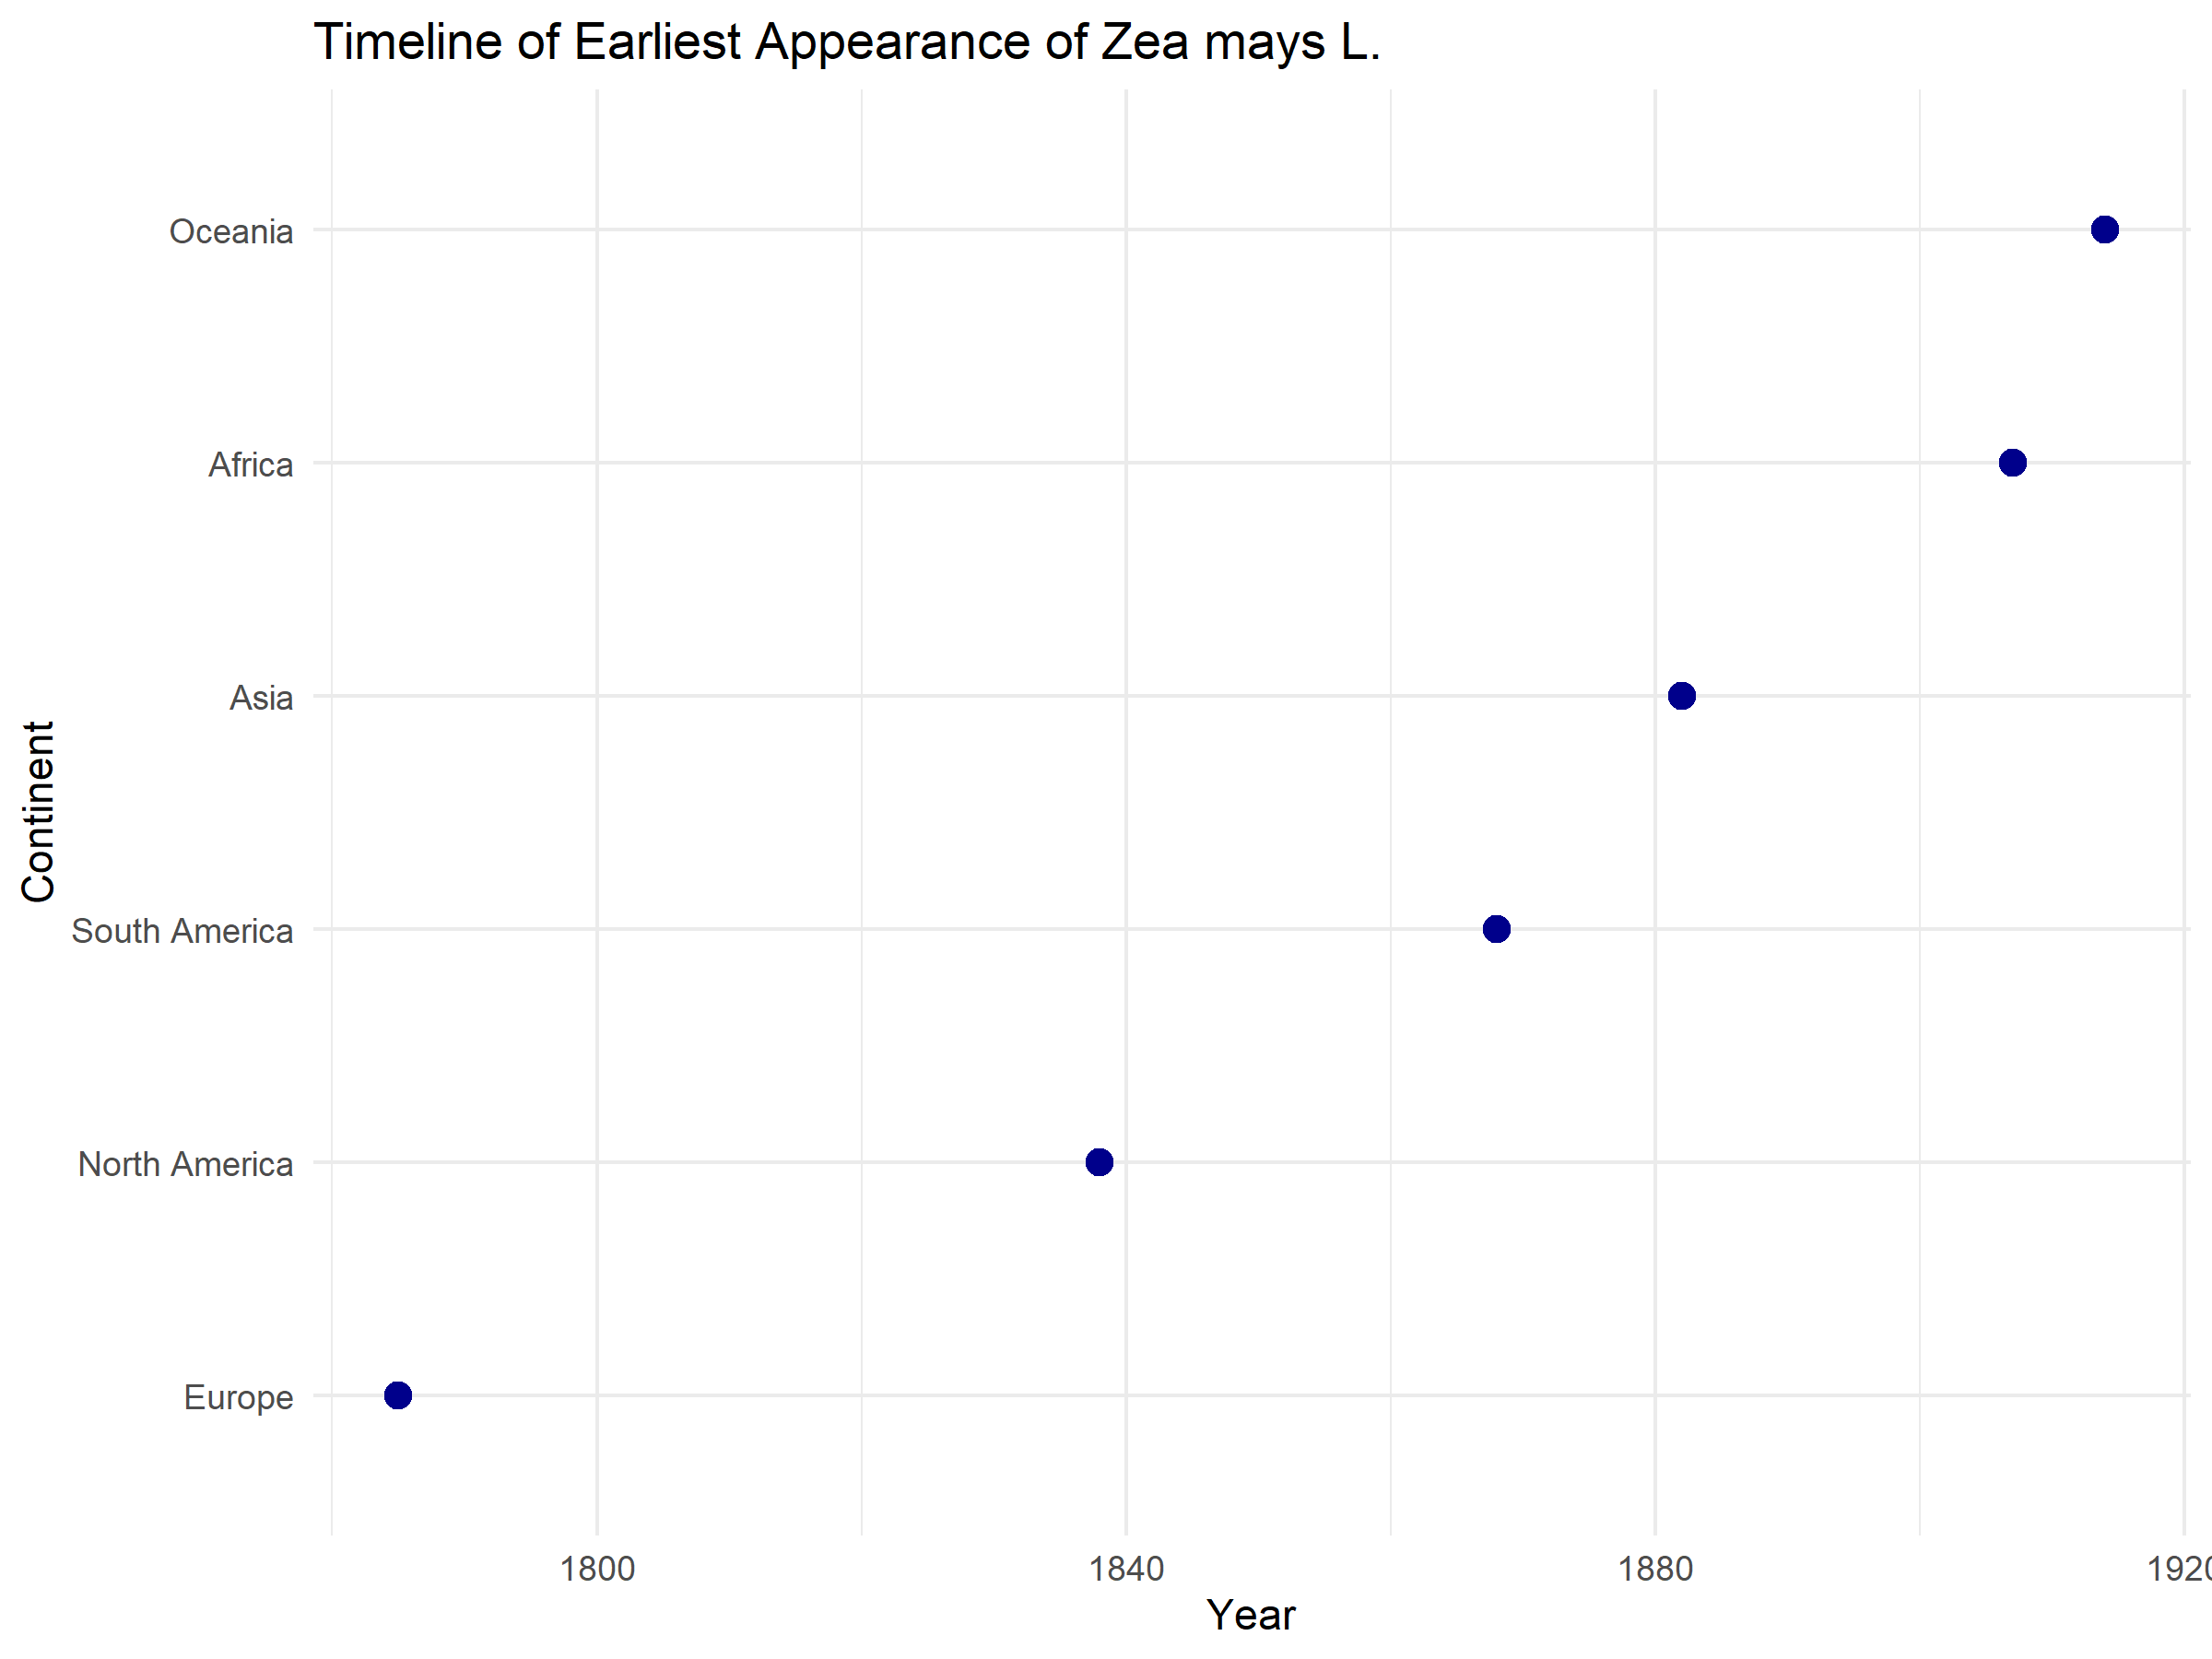 Timeline of Earliest Appearance of Zea mays L.
Oceania
Africa
Asia
South America
North America
Europe
Continent
1800 1840 1880 1920
Year